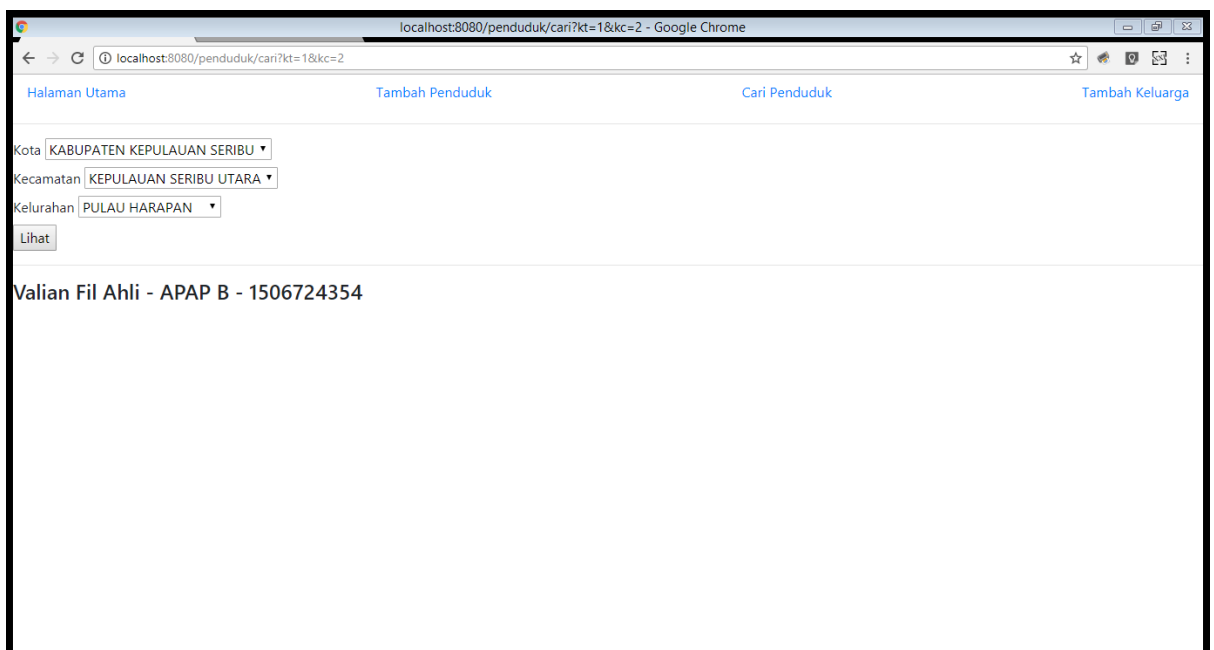 localhost:8080/penduduk/cari?kt=1&kc=2 - Google Chrome
localhost:8080/penduduk/cari?kt=1&kc=2
Halaman Utama Tambah Penduduk Cari Penduduk Tambah Keluarga
Kota KABUPATEN KEPULAUAN SERIBU
Kecamatan KEPULAUAN SERIBU UTARA
Kelurahan PULAU HARAPAN
Lihat
Valian Fil Ahli - APAP B - 1506724354